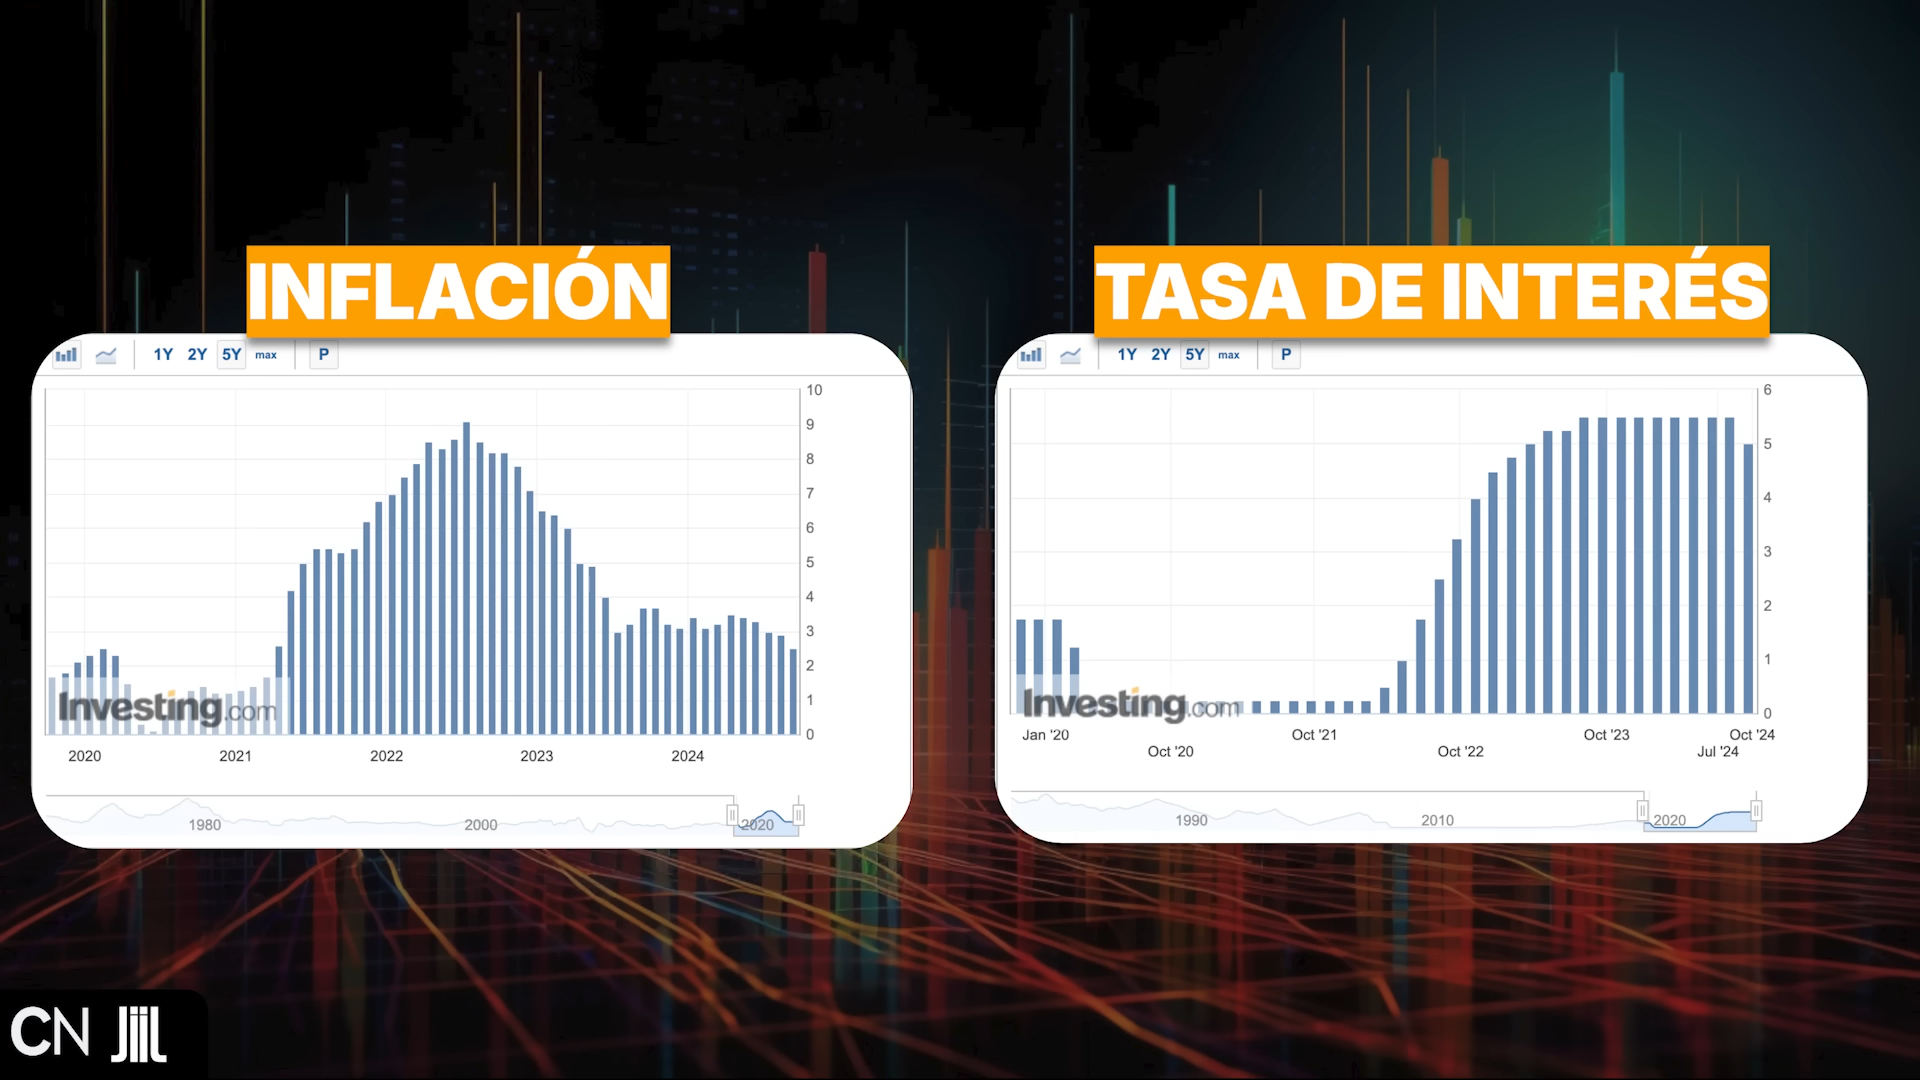 INFLACIÓN
1Y 2Y 5Y max P
10
9
8
7
6
5
4
3
2
1
0
Investing.com
2020 2021 2022 2023 2024
1980 2000 2020
TASA DE INTERÉS
1Y 2Y 5Y max P
6
5
4
3
2
1
0
Investing.com
Jan '20 Oct '21 Oct '23 Oct '24
Oct '20 Oct '22 Jul '24
1990 2010 2020
CN JiiL